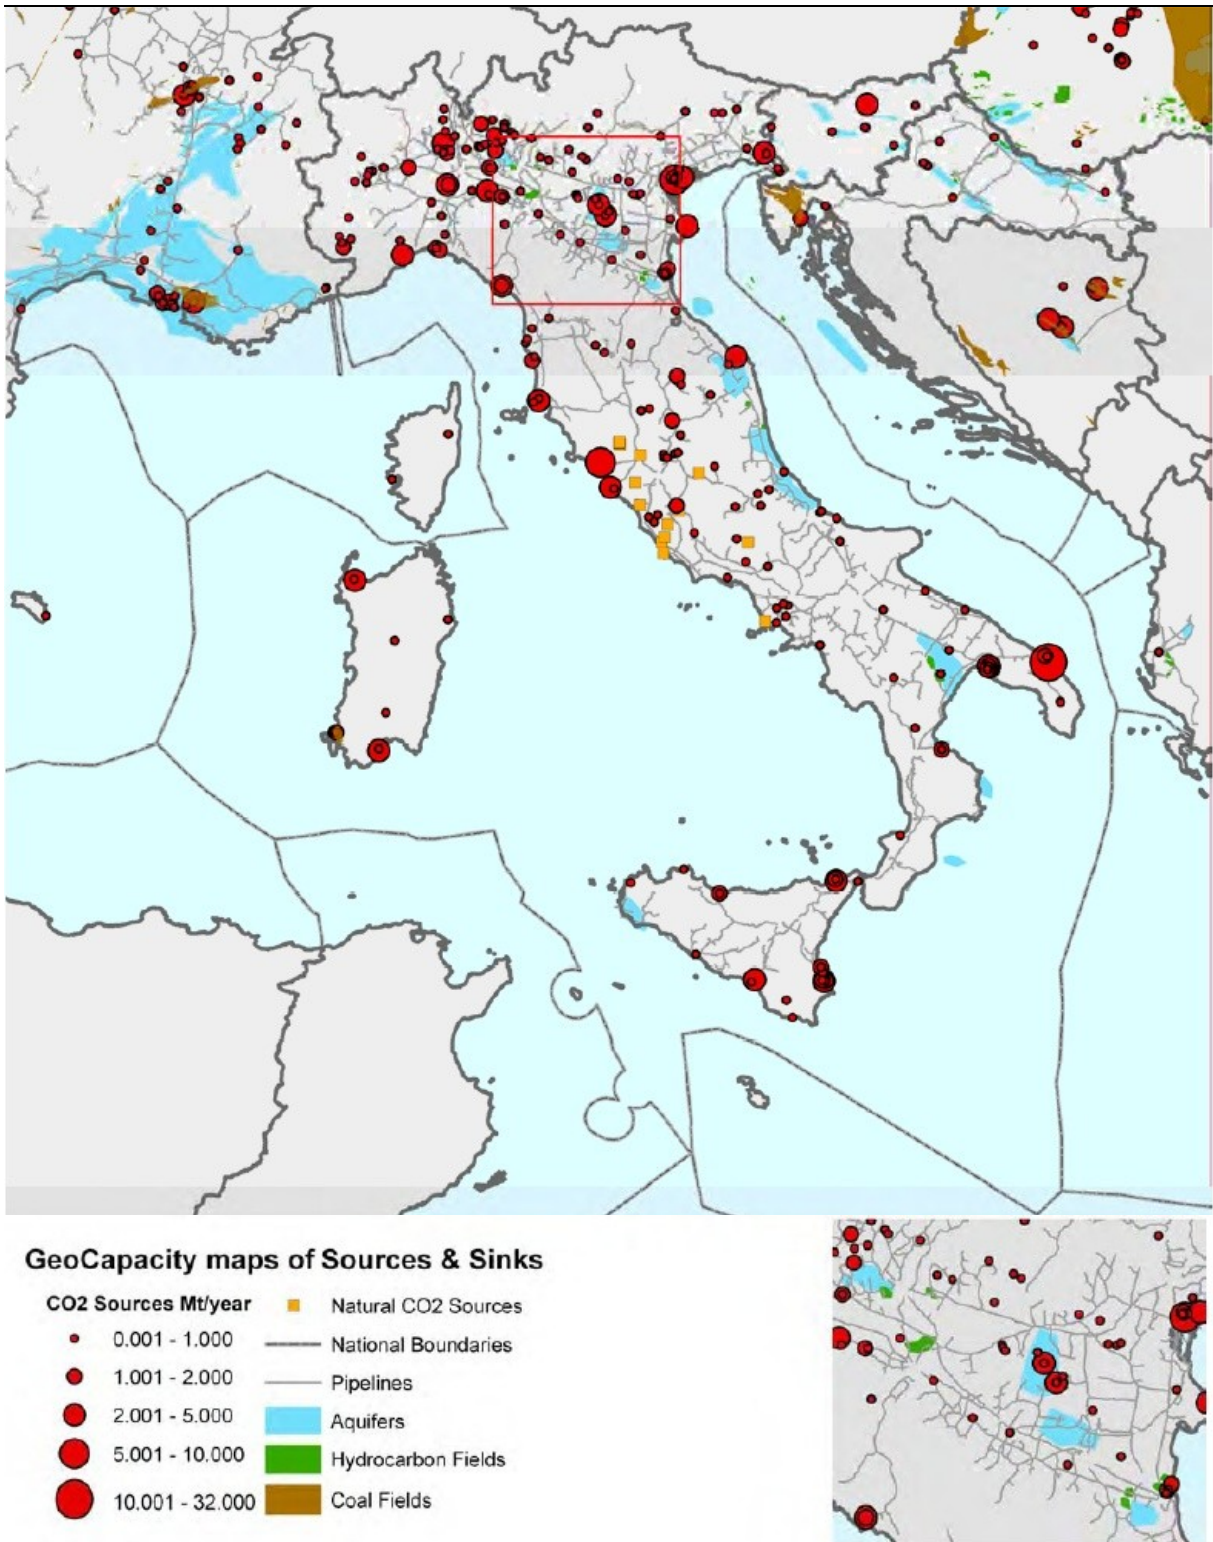 GeoCapacity maps of Sources & Sinks
CO2 Sources Mt/year
0.001 - 1.000
1.001 - 2.000
2.001 - 5.000
5.001 - 10.000
10.001 - 32.000
Natural CO2 Sources
National Boundaries
Pipelines
Aquifers
Hydrocarbon Fields
Coal Fields